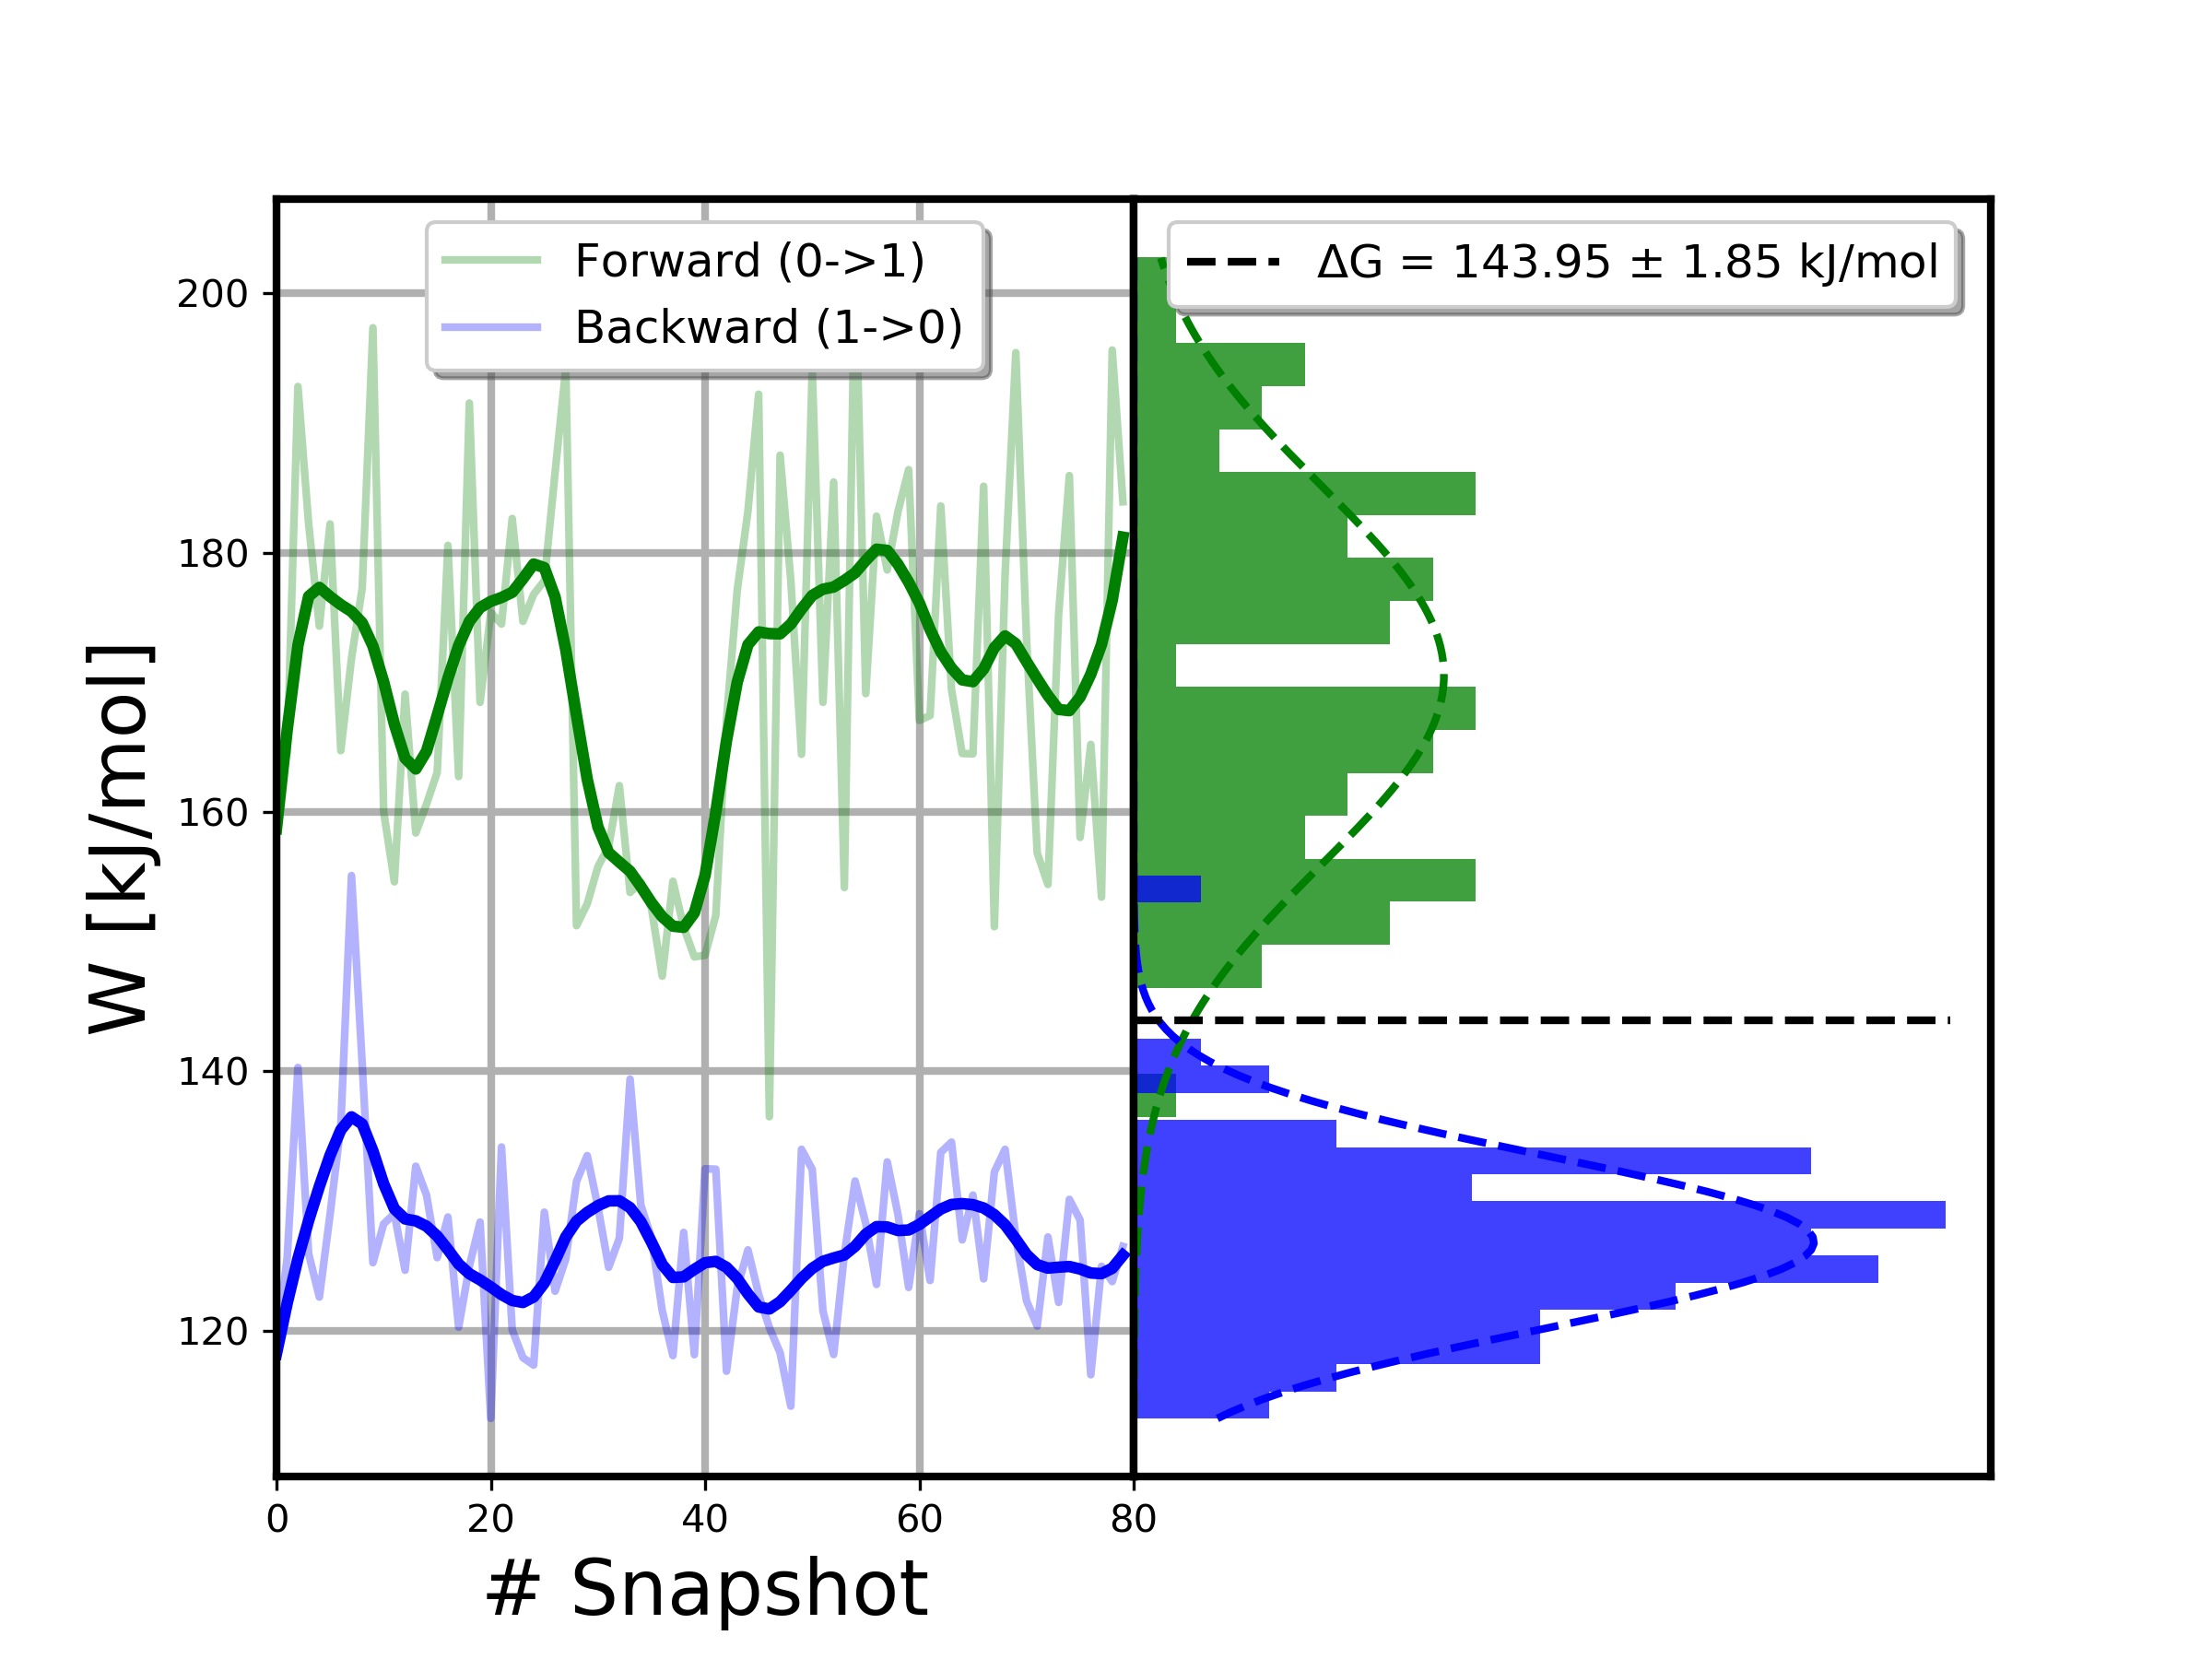 Forward (0->1)
Backward (1->0)
ΔG = 143.95 ± 1.85 kJ/mol
W [kJ/mol]
200
180
160
140
120
0 20 40 60 80
# Snapshot